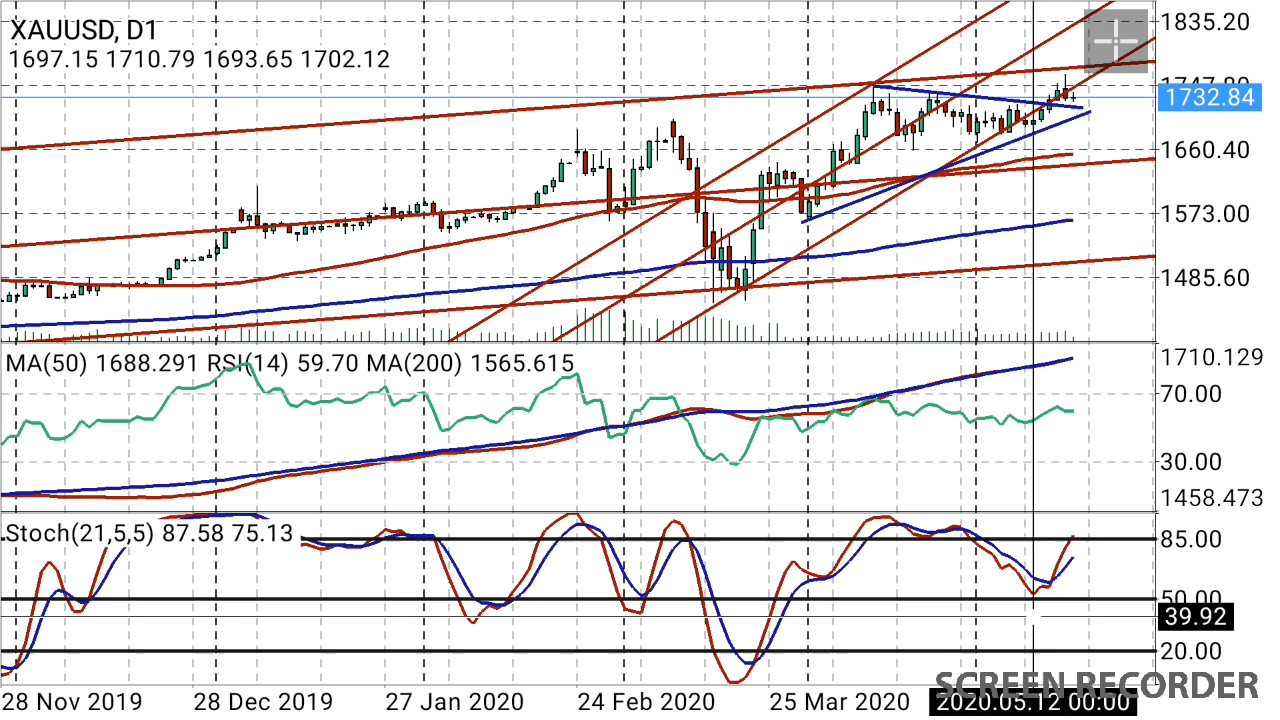 XAUUSD, D1
1697.15 1710.79 1693.65 1702.12
1835.20
1747.80
1732.84
1660.40
1573.00
1485.60
MA(50) 1688.291 RSI(14) 59.70 MA(200) 1565.615
1710.129
70.00
30.00
1458.473
Stoch(21,5,5) 87.58 75.13
85.00
50.00
39.92
20.00
SCREEN RECORDER
28 Nov 2019 28 Dec 2019 27 Jan 2020 24 Feb 2020 25 Mar 2020 2020.05.12 00:00